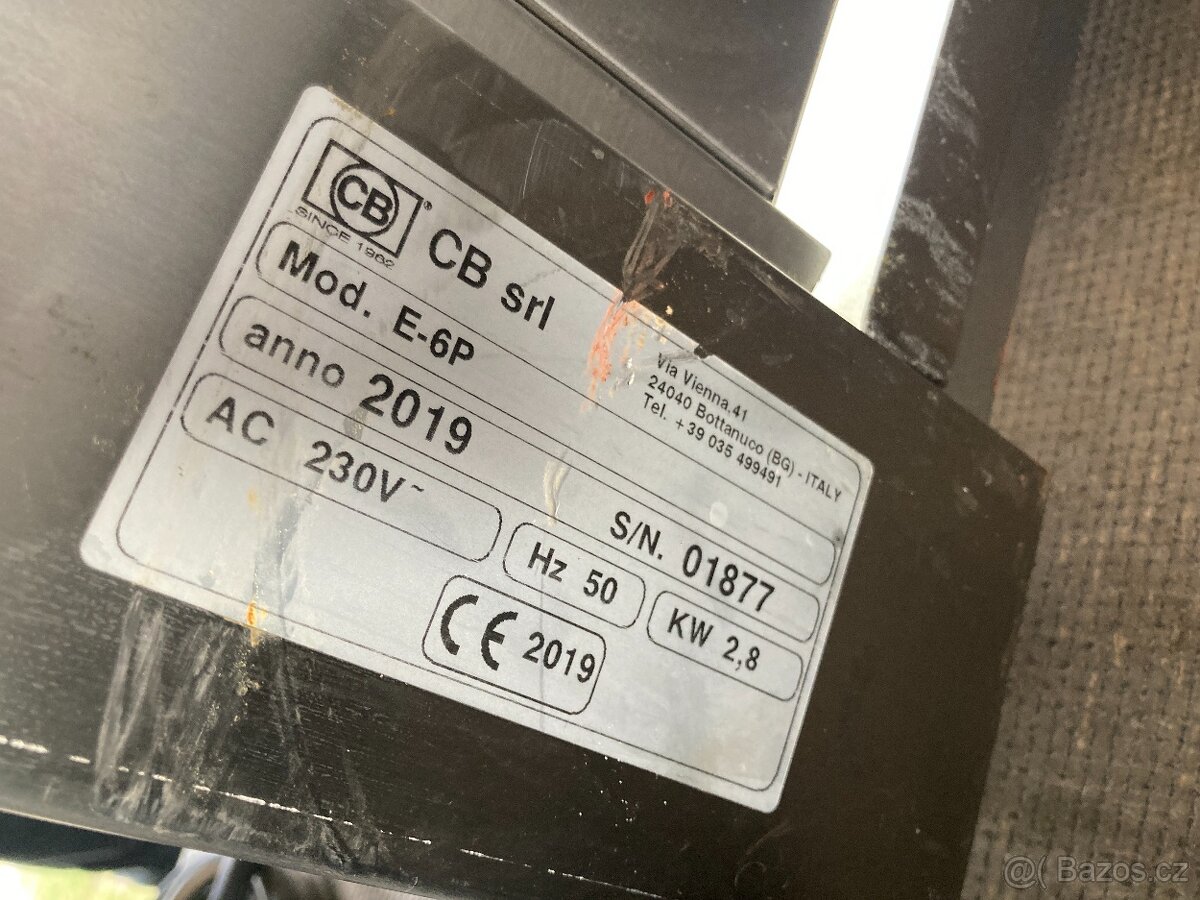 CB
SINCE 1962
CB srl
Via Vienna,41
24040 Bottanuco (BG) - ITALY
Tel. +39 035 499491
Mod. E-6P
anno 2019
S/N. 01877
AC 230V~
Hz 50
KW 2,8
CE 2019
@( Bazos.cz